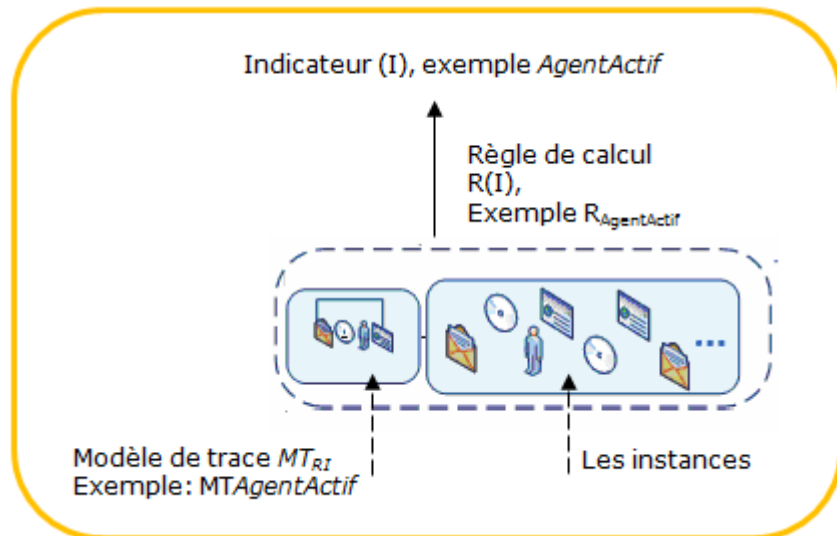 Indicateur (I), exemple AgentActif
Règle de calcul
R(I),
Exemple RAgentActif
Modèle de trace MTRI
Exemple: MTAgentActif
Les instances